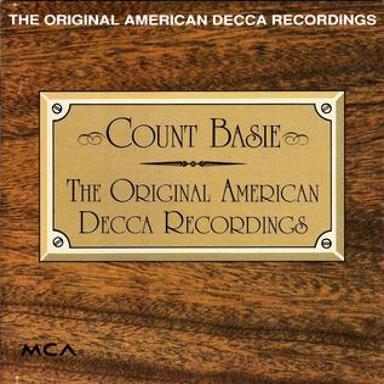 THE ORIGINAL AMERICAN DECCA RECORDINGS
COUNT BASIE
THE ORIGINAL AMERICAN
DECCA RECORDINGS
MCA